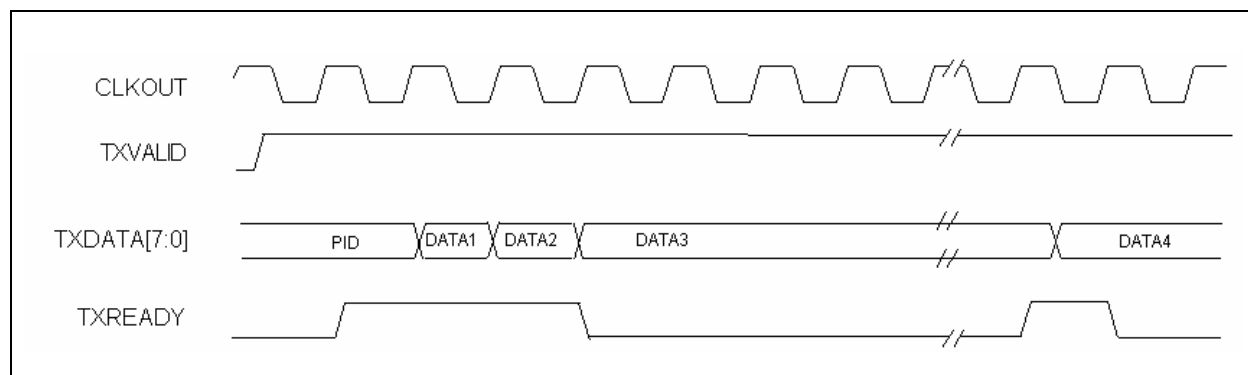 CLKOUT
TXVALID
TXDATA[7:0]
PID
DATA1
DATA2
DATA3
DATA4
TXREADY